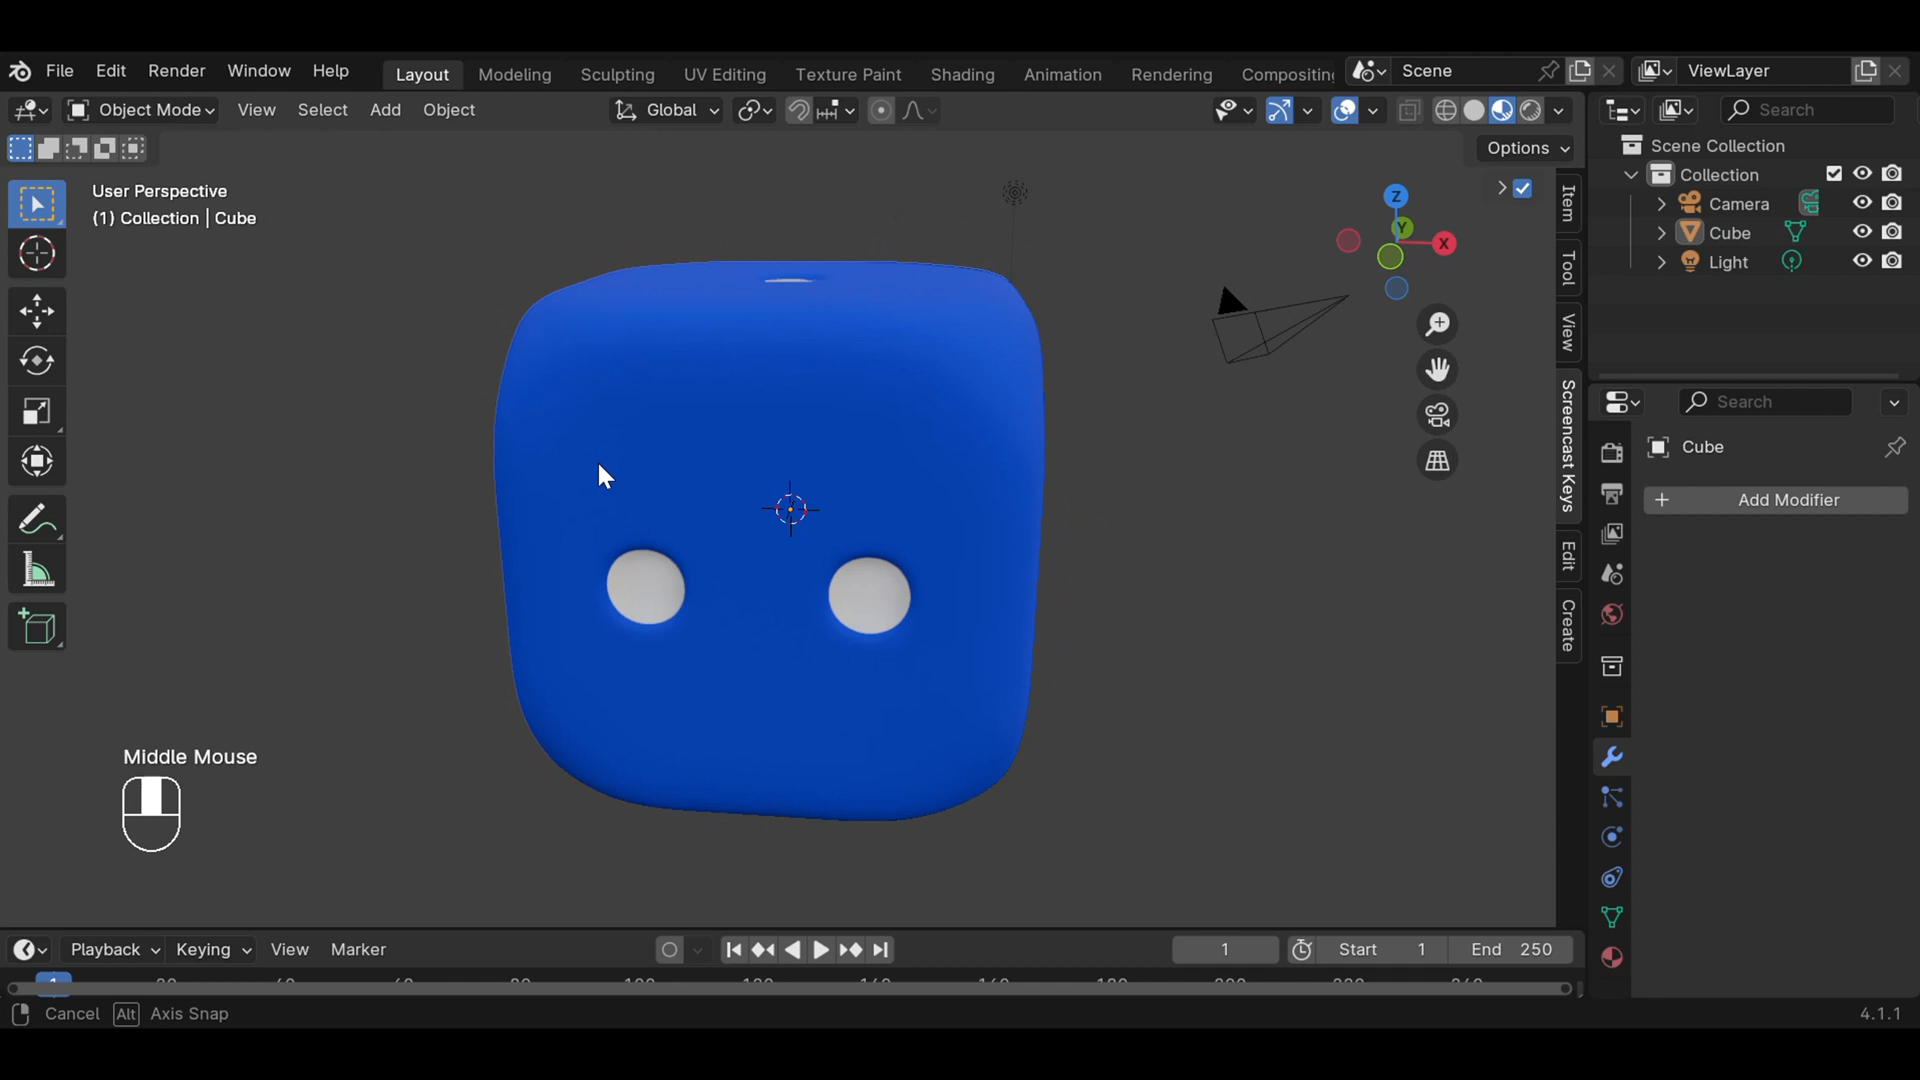 File Edit Render Window Help Layout Modeling Sculpting UV Editing Texture Paint Shading Animation Rendering Compositing Scene ViewLayer
Object Mode View Select Add Object Global Search
Options
User Perspective
(1) Collection | Cube
Scene Collection
Collection
Camera
Cube
Light
Z
Y
X
Item
Tool
View
Screencast Keys
Edit
Create
Search
Cube
+ Add Modifier
Middle Mouse
Playback Keying View Marker 1 Start 1 End 250
1
Cancel Alt Axis Snap 4.1.1